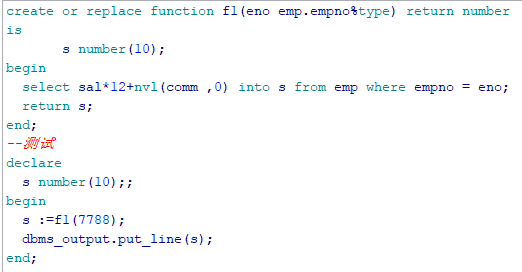 create or replace function f1(eno emp.empno%type) return number
is
s number(10);
begin
select sal*12+nvl(comm ,0) into s from emp where empno = eno;
return s;
end;
--测试
declare
s number(10);;
begin
s :=f1(7788);
dbms_output.put_line(s);
end;